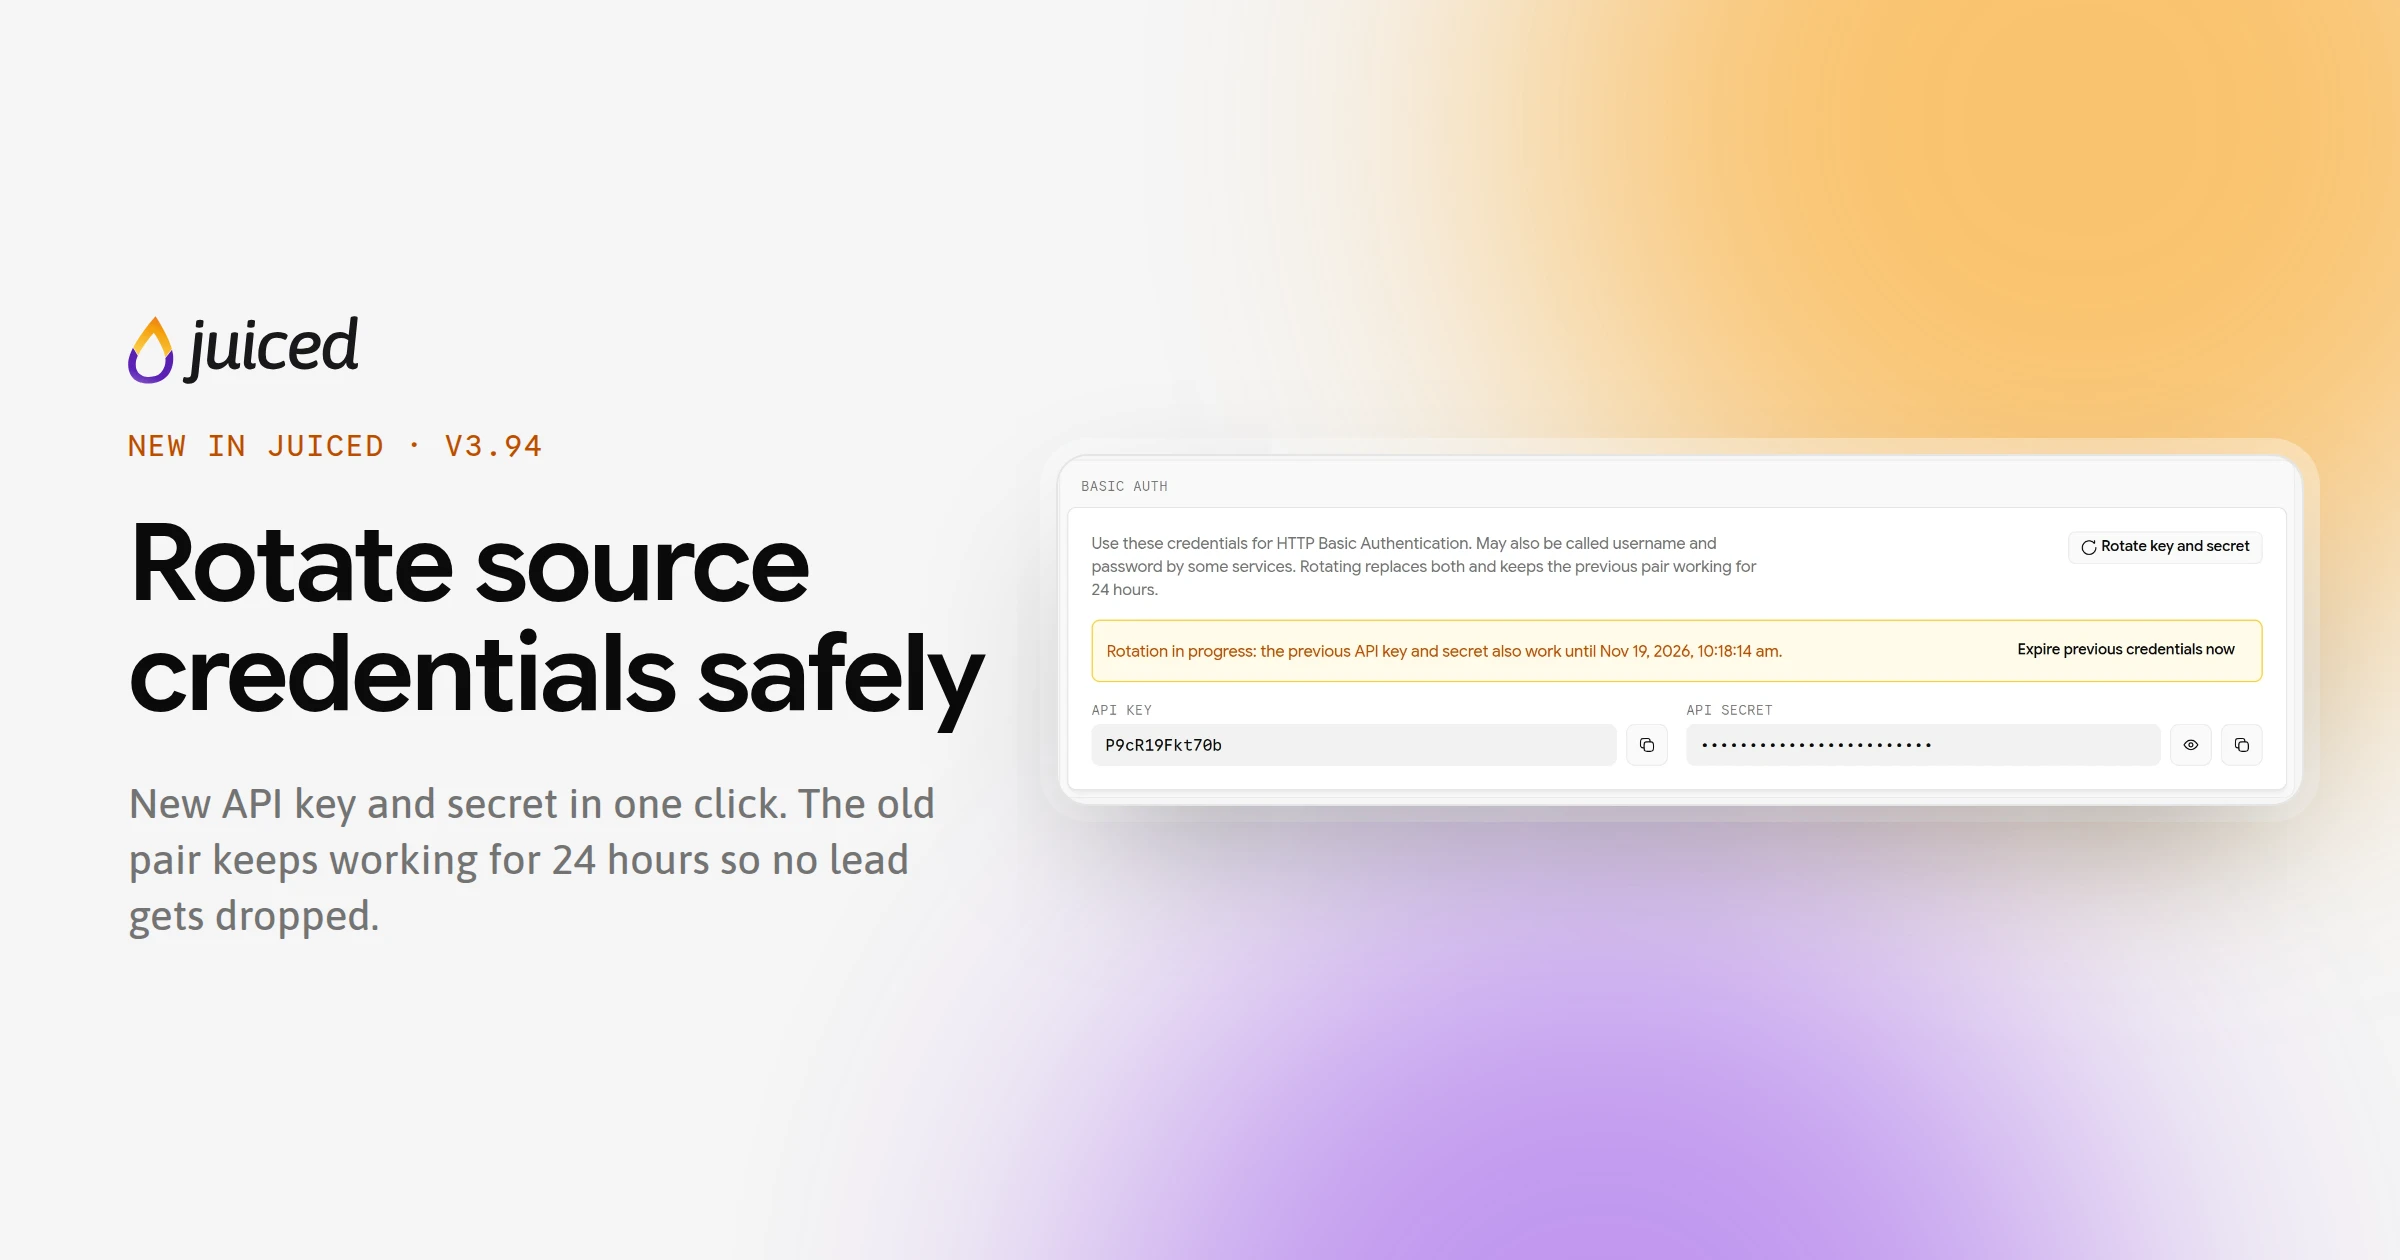 juiced
NEW IN JUICED · V3.94
Rotate source
credentials safely
New API key and secret in one click. The old
pair keeps working for 24 hours so no lead
gets dropped.
BASIC AUTH
Use these credentials for HTTP Basic Authentication. May also be called username and
password by some services. Rotating replaces both and keeps the previous pair working for
24 hours.
Rotate key and secret
Rotation in progress: the previous API key and secret also work until Nov 19, 2026, 10:18:14 am.
Expire previous credentials now
API KEY
P9cR19Fkt70b
API SECRET
••••••••••••••••••••••••